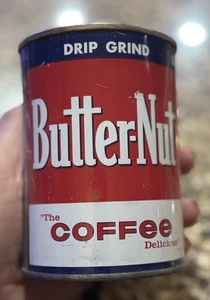 DRIP GRIND
Butter-Nut
"The
COFFEE
Delicious"